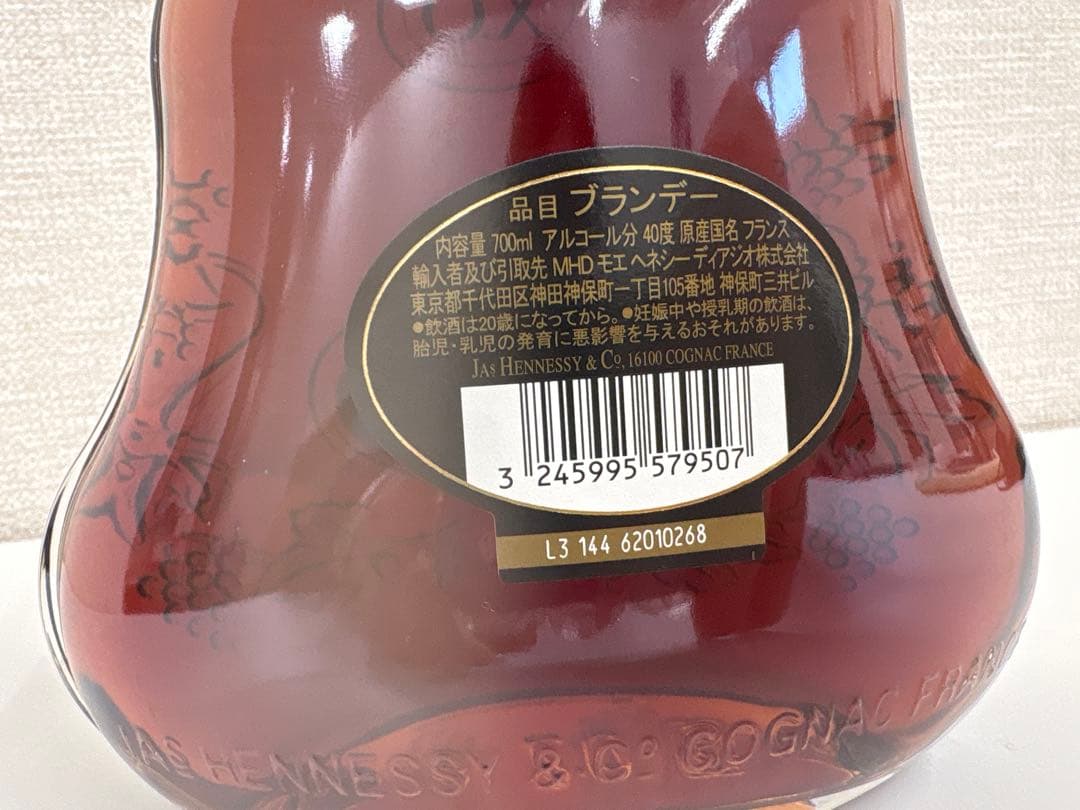 XO
品目 ブランデー
内容量 700ml アルコール分 40度 原産国名 フランス
輸入者及び引取先 MHD モエ ヘネシー ディアジオ株式会社
東京都千代田区神田神保町一丁目105番地 神保町三井ビル
●飲酒は20歳になってから。●妊娠中や授乳期の飲酒は、
胎児・乳児の発育に悪影響を与えるおそれがあります。
JAS HENNESSY & Cº, 16100 COGNAC FRANCE
3 245995 579507
L3 144 62010268
JAS HENNESSY & Cº COGNAC FRANCE